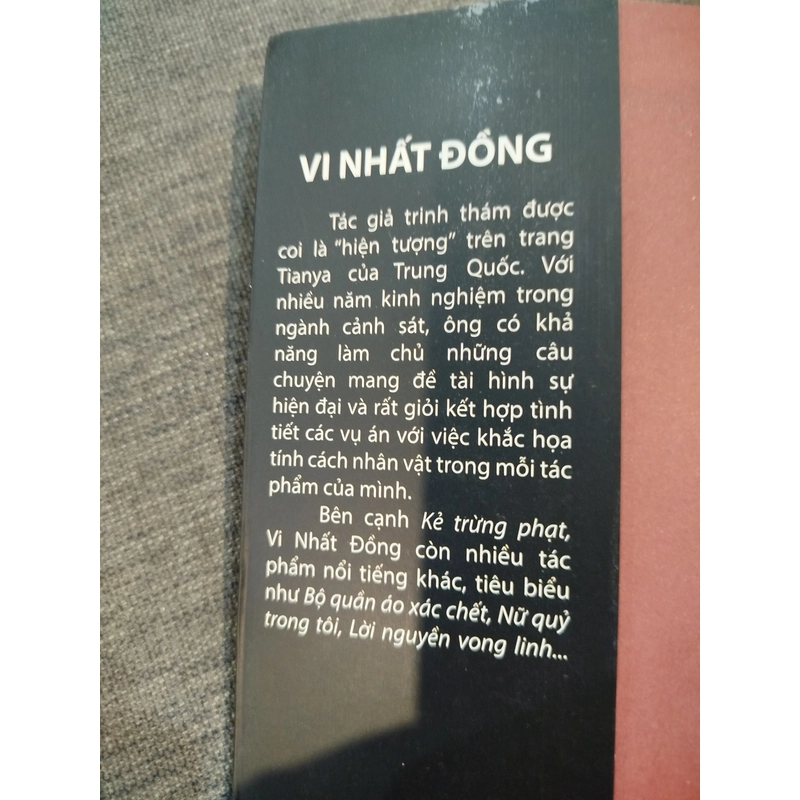 VI NHẤT ĐỒNG
Tác giả trinh thám được
coi là "hiện tượng" trên trang
Tianya của Trung Quốc. Với
nhiều năm kinh nghiệm trong
ngành cảnh sát, ông có khả
năng làm chủ những câu
chuyện mang đề tài hình sự
hiện đại và rất giỏi kết hợp tình
tiết các vụ án với việc khắc họa
tính cách nhân vật trong mỗi tác
phẩm của mình.
Bên cạnh Kẻ trừng phạt,
Vi Nhất Đồng còn nhiều tác
phẩm nổi tiếng khác, tiêu biểu
như Bộ quần áo xác chết, Nữ quỷ
trong tôi, Lời nguyền vong linh...